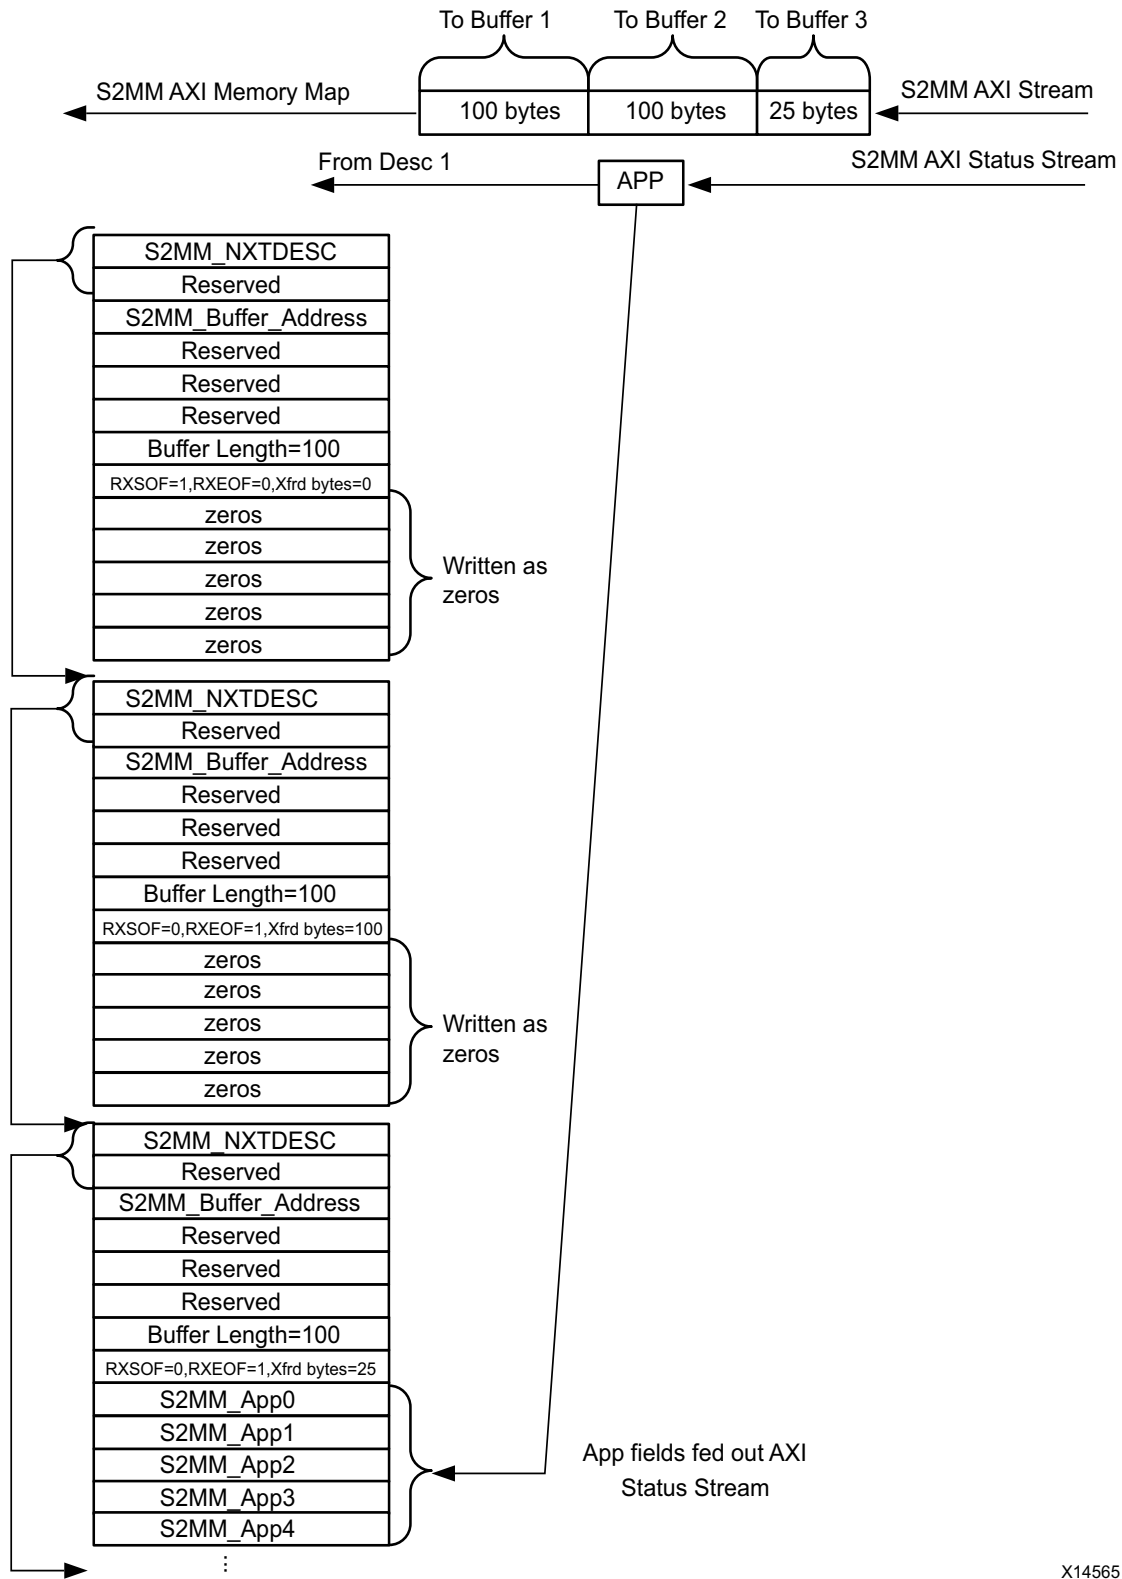 To Buffer 1 To Buffer 2 To Buffer 3
S2MM AXI Memory Map
100 bytes 100 bytes 25 bytes
S2MM AXI Stream
From Desc 1
APP
S2MM AXI Status Stream
S2MM_NXTDESC
Reserved
S2MM_Buffer_Address
Reserved
Reserved
Reserved
Buffer Length=100
RXSOF=1,RXEOF=0,Xfrd bytes=0
zeros
zeros
zeros
zeros
zeros
Written as
zeros
S2MM_NXTDESC
Reserved
S2MM_Buffer_Address
Reserved
Reserved
Reserved
Buffer Length=100
RXSOF=0,RXEOF=1,Xfrd bytes=100
zeros
zeros
zeros
zeros
zeros
Written as
zeros
S2MM_NXTDESC
Reserved
S2MM_Buffer_Address
Reserved
Reserved
Reserved
Buffer Length=100
RXSOF=0,RXEOF=1,Xfrd bytes=25
S2MM_App0
S2MM_App1
S2MM_App2
S2MM_App3
S2MM_App4
App fields fed out AXI
Status Stream
...
X14565